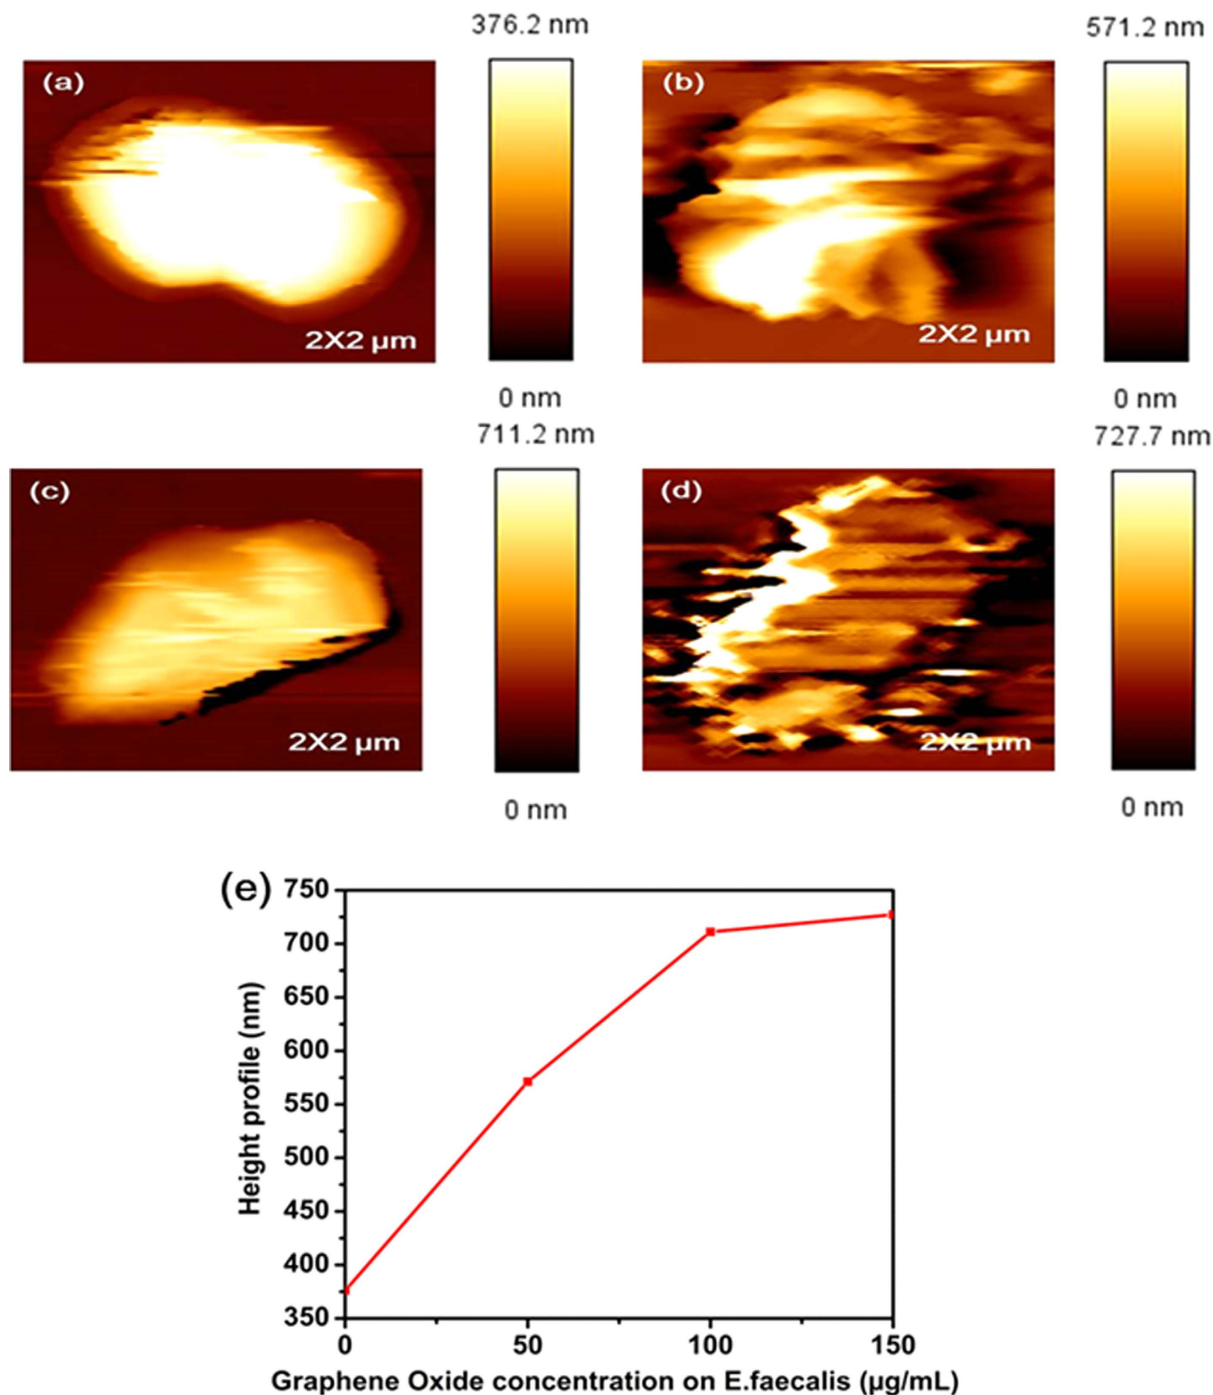 376.2 nm
571.2 nm
(a)
(b)
2X2 µm
2X2 µm
0 nm
0 nm
711.2 nm
727.7 nm
(c)
(d)
2X2 µm
2X2 µm
0 nm
0 nm
(e)
750
700
650
600
550
500
450
400
350
Height profile (nm)
0 50 100 150
Graphene Oxide concentration on E.faecalis (µg/mL)